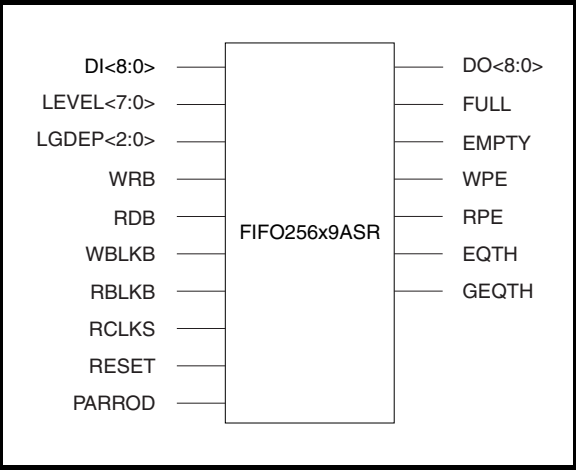 DI<8:0>
LEVEL<7:0>
LGDEP<2:0>
WRB
RDB
WBLKB
RBLKB
RCLKS
RESET
PARROD
FIFO256x9ASR
DO<8:0>
FULL
EMPTY
WPE
RPE
EQTH
GEQTH